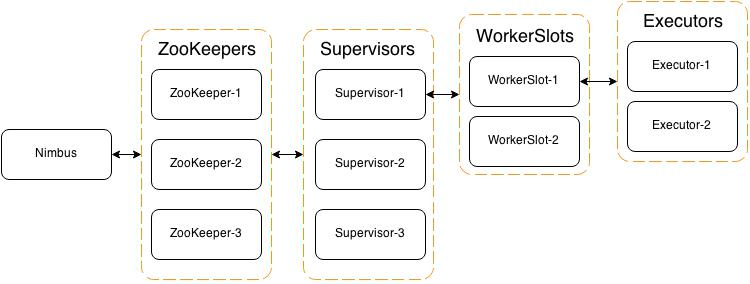 Nimbus
ZooKeepers
ZooKeeper-1
ZooKeeper-2
ZooKeeper-3
Supervisors
Supervisor-1
Supervisor-2
Supervisor-3
WorkerSlots
WorkerSlot-1
WorkerSlot-2
Executors
Executor-1
Executor-2